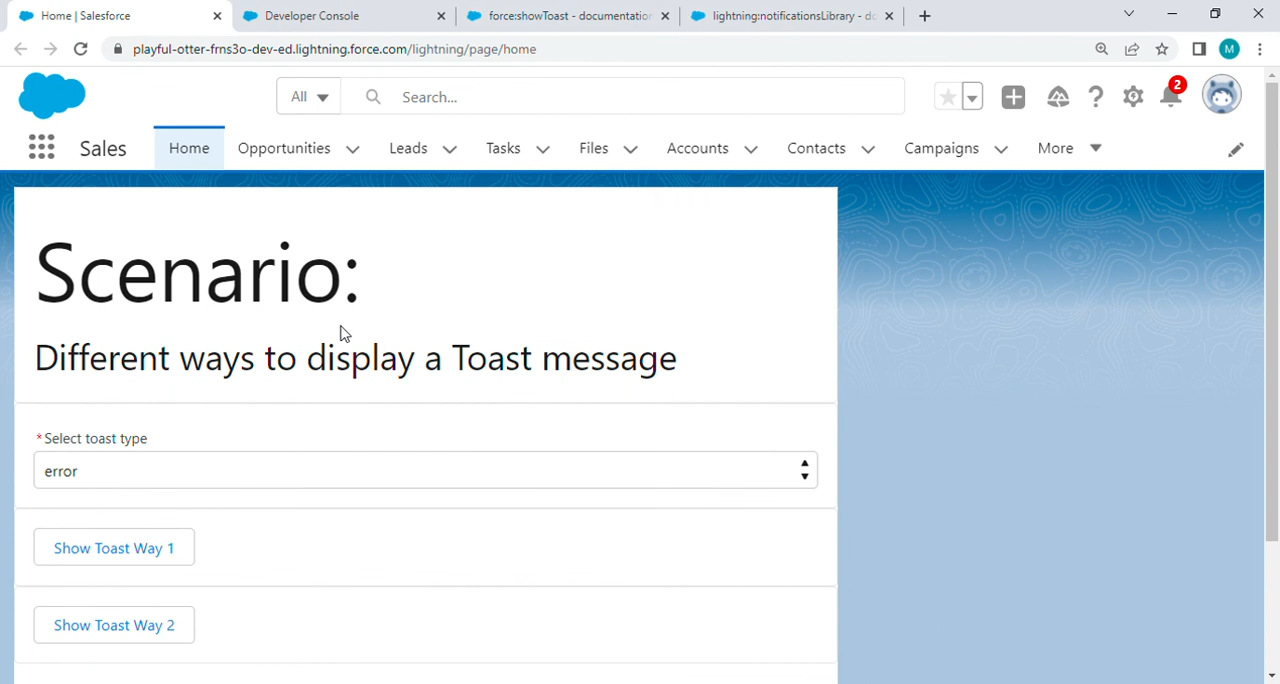 Home | Salesforce
Developer Console
force:showToast - documentation
lightning:notificationsLibrary - do
playful-otter-frns3o-dev-ed.lightning.force.com/lightning/page/home
M
All
Search...
2
Sales
Home
Opportunities
Leads
Tasks
Files
Accounts
Contacts
Campaigns
More
Scenario:
Different ways to display a Toast message
*Select toast type
error
Show Toast Way 1
Show Toast Way 2